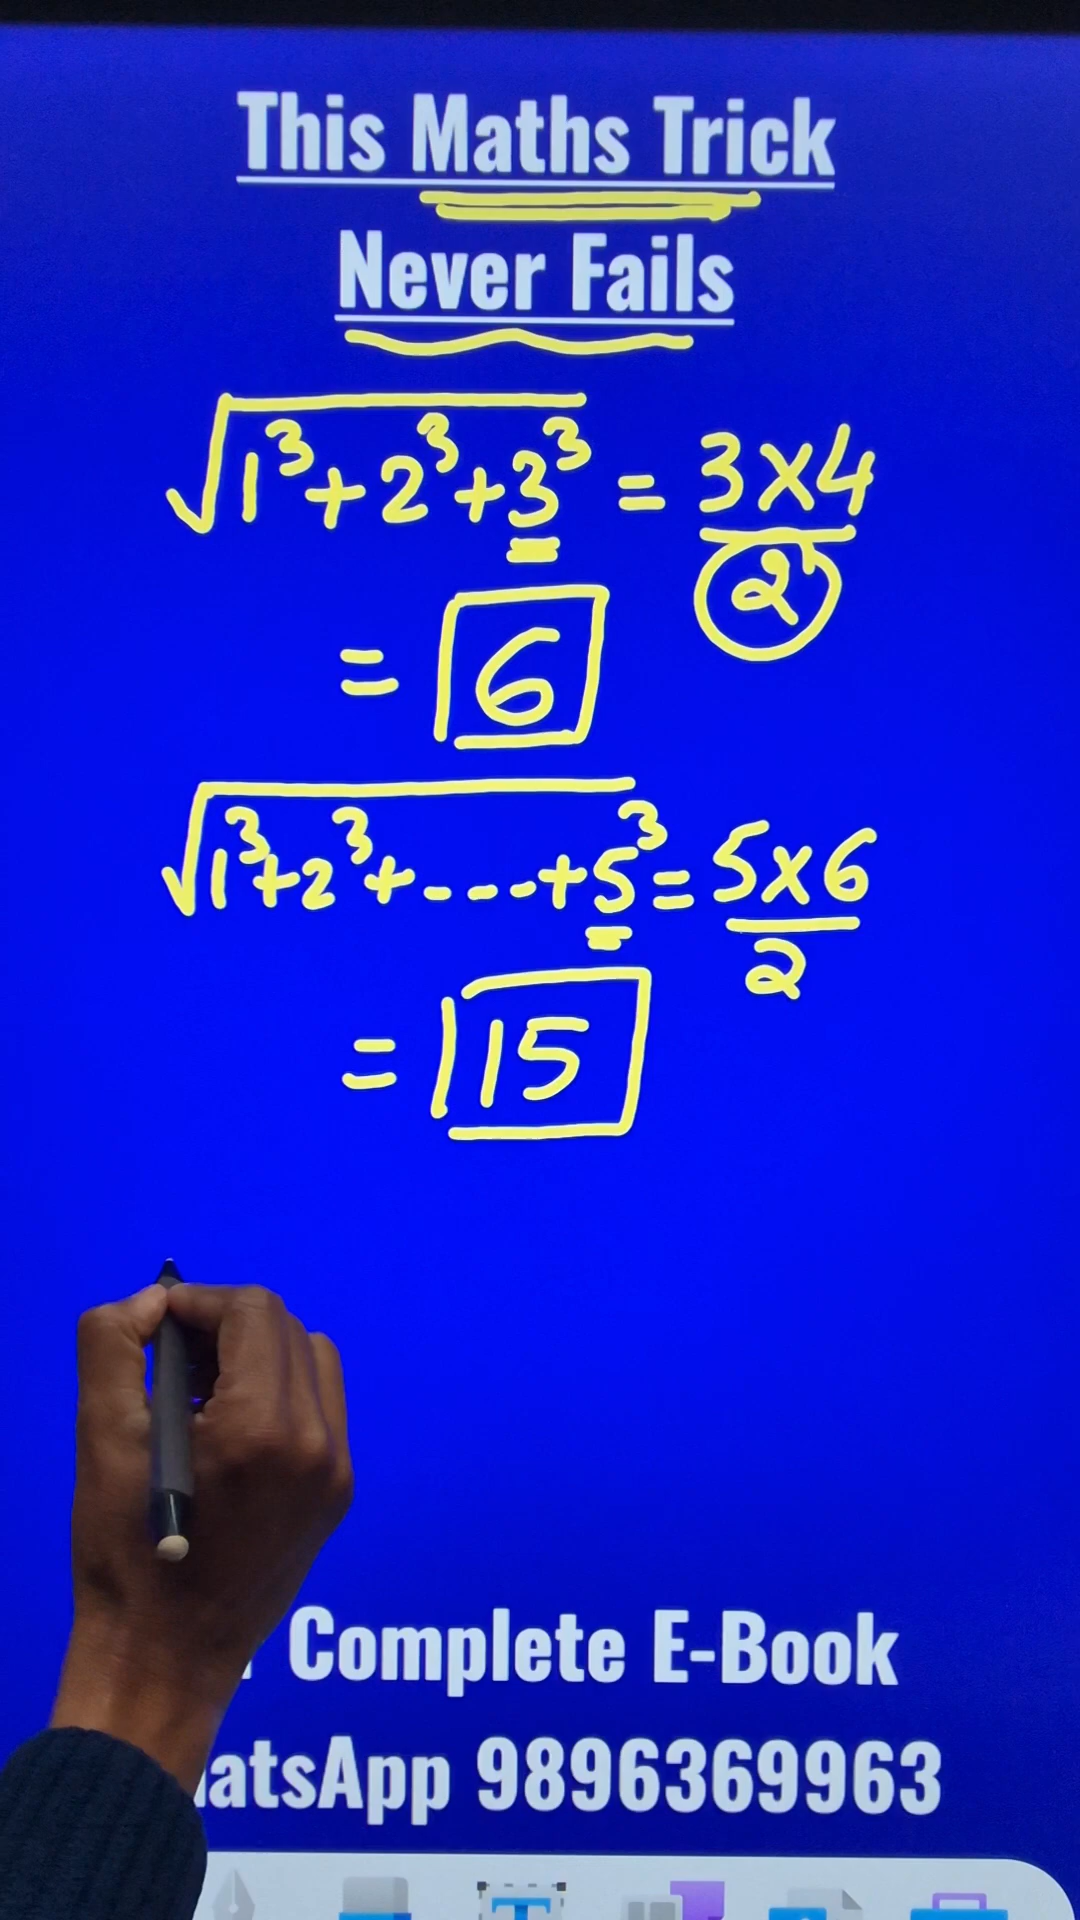 This Maths Trick
Never Fails
√1³+2³+3³ = 3×4/2
= 6
√1³+2³+---+5³ = 5×6/2
= 15
Complete E-Book
atsApp 9896369963